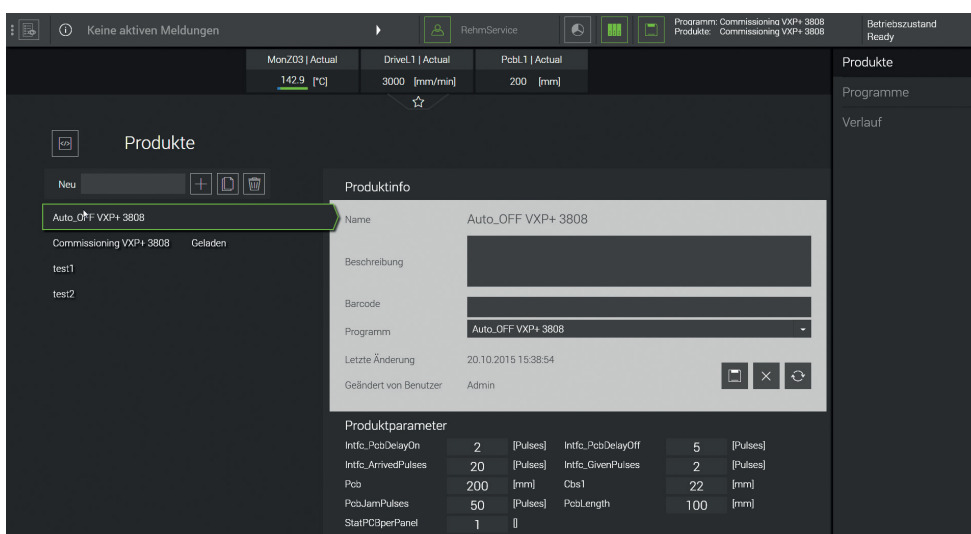 Keine aktiven Meldungen
RehmService
Programm: Commissioning VXP+ 3808
Produkte: Commissioning VXP+ 3808
Betriebszustand
Ready
MonZ03 | Actual
142.9 [°C]
DriveL1 | Actual
3000 [mm/min]
PcbL1 | Actual
200 [mm]
Produkte
Programme
Verlauf
Produkte
Neu
Auto_OFF VXP+ 3808
Commissioning VXP+ 3808 Geladen
test1
test2
Produktinfo
Name Auto_OFF VXP+ 3808
Beschreibung
Barcode
Programm Auto_OFF VXP+ 3808
Letzte Änderung 20.10.2015 15:38:54
Geändert von Benutzer Admin
Produktparameter
Intfc_PcbDelayOn 2 [Pulses] Intfc_PcbDelayOff 5 [Pulses]
Intfc_ArrivedPulses 20 [Pulses] Intfc_GivenPulses 2 [Pulses]
Pcb 200 [mm] Cbs1 22 [mm]
PcbJamPulses 50 [Pulses] PcbLength 100 [mm]
StatPCBperPanel 1 []